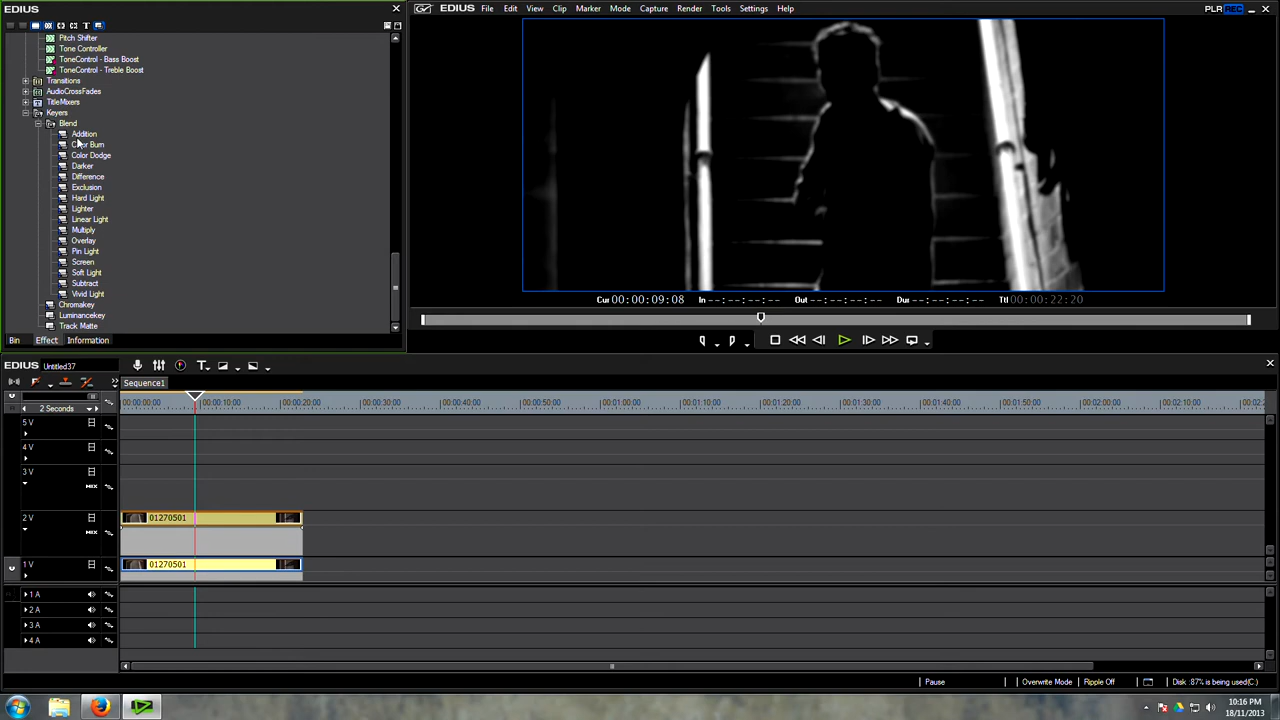 EDIUS
EDIUS File Edit View Clip Marker Mode Capture Render Tools Settings Help PLR REC
T
Pitch Shifter
Tone Controller
ToneControl - Bass Boost
ToneControl - Treble Boost
Transitions
AudioCrossFades
TitleMixers
Keyers
Blend
Addition
Color Burn
Color Dodge
Darker
Difference
Exclusion
Hard Light
Lighter
Linear Light
Multiply
Overlay
Pin Light
Screen
Soft Light
Subtract
Vivid Light
Chromakey
Luminancekey
Track Matte
Bin Effect Information
Cur 00:00:09:08 In --:--:--:-- Out --:--:--:-- Dur --:--:--:-- Ttl 00:00:22:20
EDIUS Untitled37
T
Sequence1
2 Seconds
00:00:00:00 00:00:10:00 00:00:20:00 00:00:30:00 00:00:40:00 00:00:50:00 00:01:00:00 00:01:10:00 00:01:20:00 00:01:30:00 00:01:40:00 00:01:50:00 00:02:00:00 00:02:10:00 00:02:2
5 V
4 V
3 V
MIX
2 V 01270501
MIX
1 V 01270501
1 A
2 A
3 A
4 A
Pause Overwrite Mode Ripple Off Disk :87% is being used(C:)
10:16 PM
18/11/2013